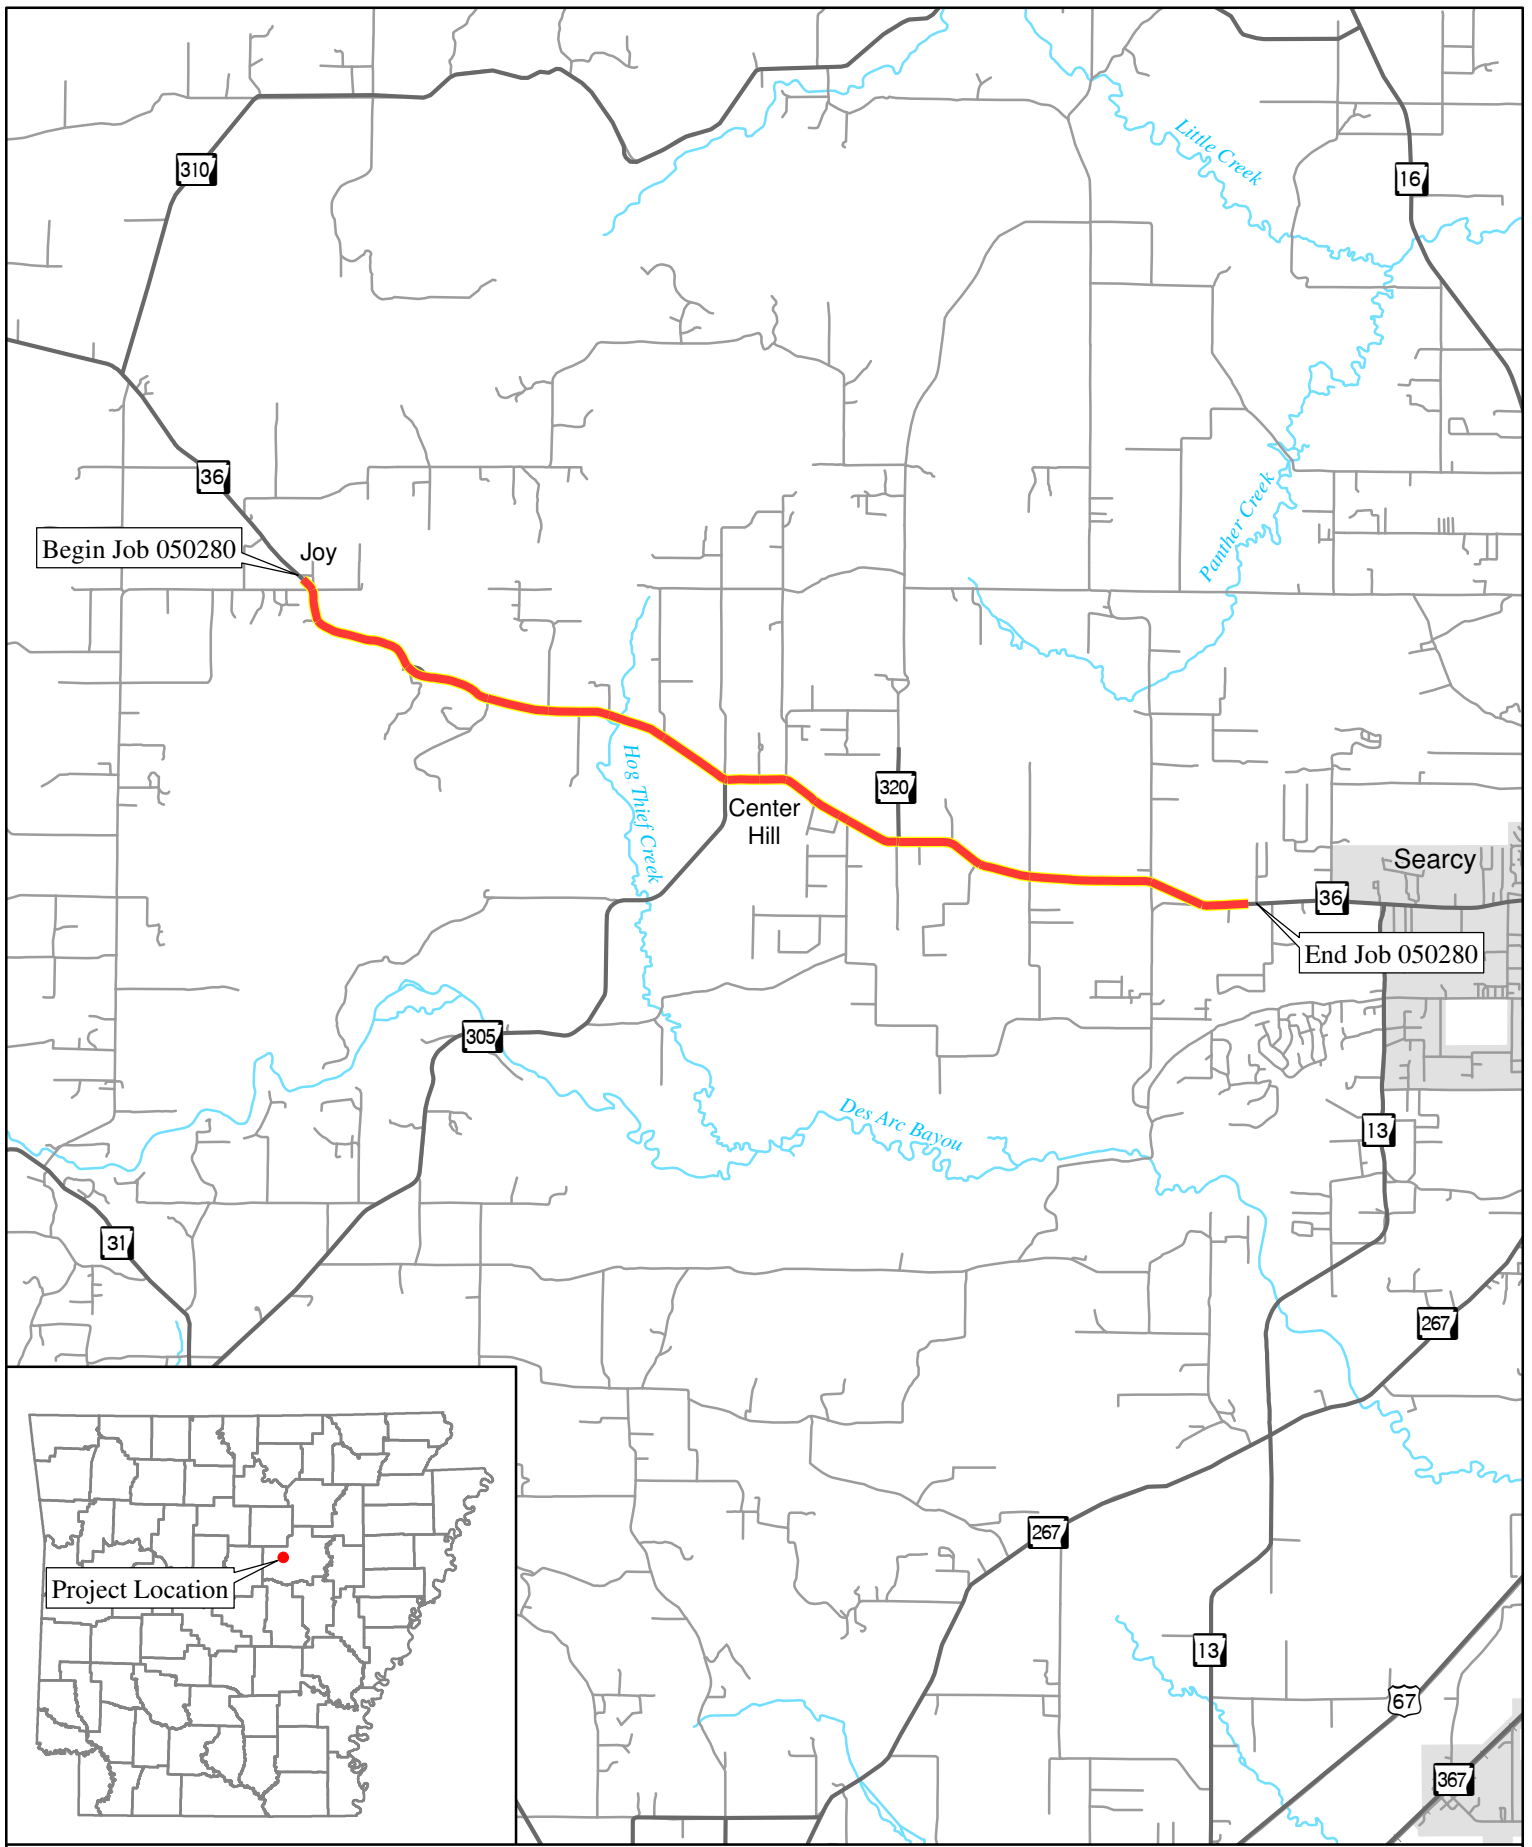 Little Creek
310
16
36
Panther Creek
Begin Job 050280
Joy
Hog Thief Creek
320
Center
Hill
Searcy
36
End Job 050280
305
Des Arc Bayou
13
31
267
267
Project Location
13
67
367